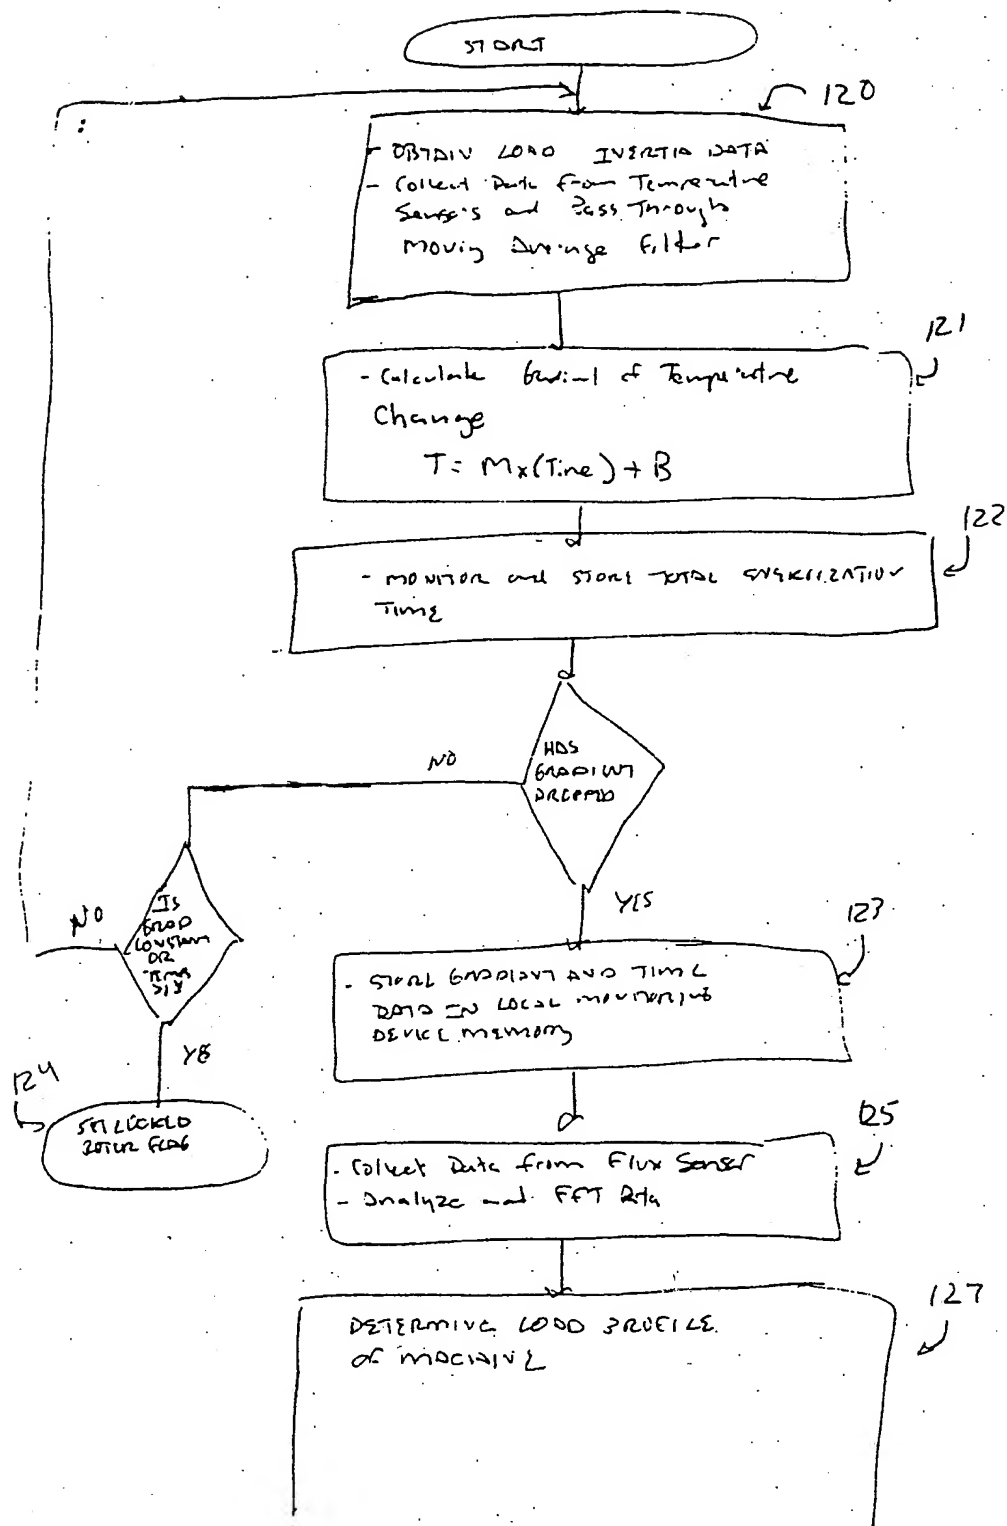 START
120
- OBTAIN LOAD INERTIA DATA
- Collect Data from Temperature
Sensors and Pass Through
Moving Average Filter
121
- Calculate Gradient of Temperature
Change
T = Mx(Time) + B
122
- MONITOR and STORE TOTAL ENERGIZATION
TIME
HAS
GRADIENT
DROPPED
NO
YES
IS
GRAD
CONSTANT
OR
NO
YES
124
SET LOCKED
ROTOR FLAG
123
- STORE GRADIENT AND TIME
DATA IN LOCAL MONITORING
DEVICE MEMORY
125
- Collect Data from Flux Sensor
- Analyze and FFT Data
127
DETERMINE LOAD PROFILE
OF MACHINE